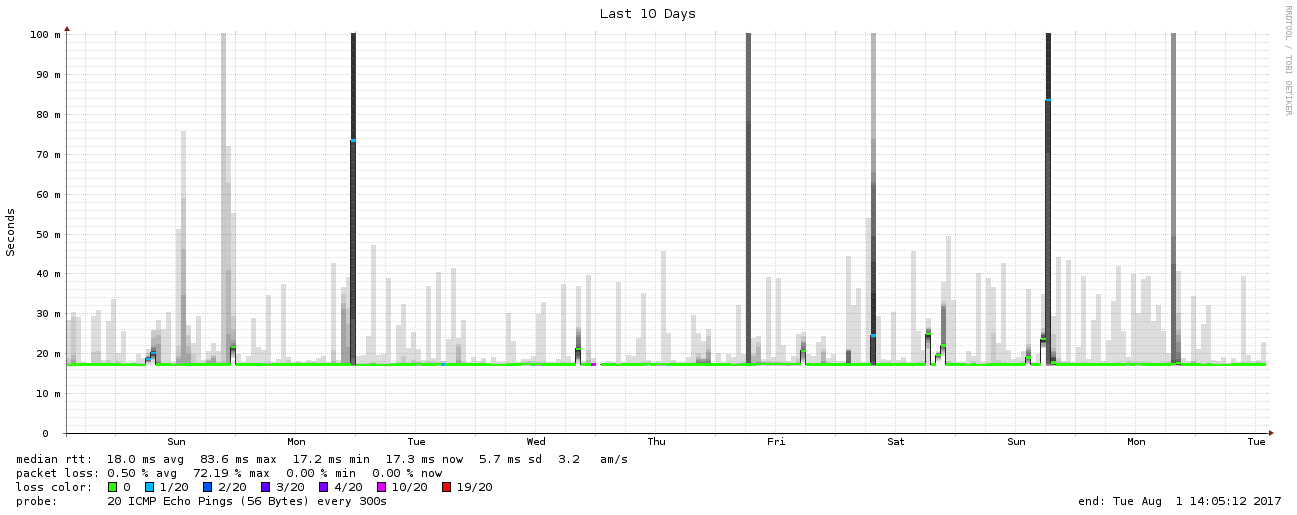 Last 10 Days
RRDTOOL / TOBI OETIKER
Seconds
100 m
90 m
80 m
70 m
60 m
50 m
40 m
30 m
20 m
10 m
0
Sun Mon Tue Wed Thu Fri Sat Sun Mon Tue
median rtt: 18.0 ms avg 83.6 ms max 17.2 ms min 17.3 ms now 5.7 ms sd 3.2 am/s
packet loss: 0.50 % avg 72.19 % max 0.00 % min 0.00 % now
loss color: 0 1/20 2/20 3/20 4/20 10/20 19/20
probe: 20 ICMP Echo Pings (56 Bytes) every 300s end: Tue Aug 1 14:05:12 2017